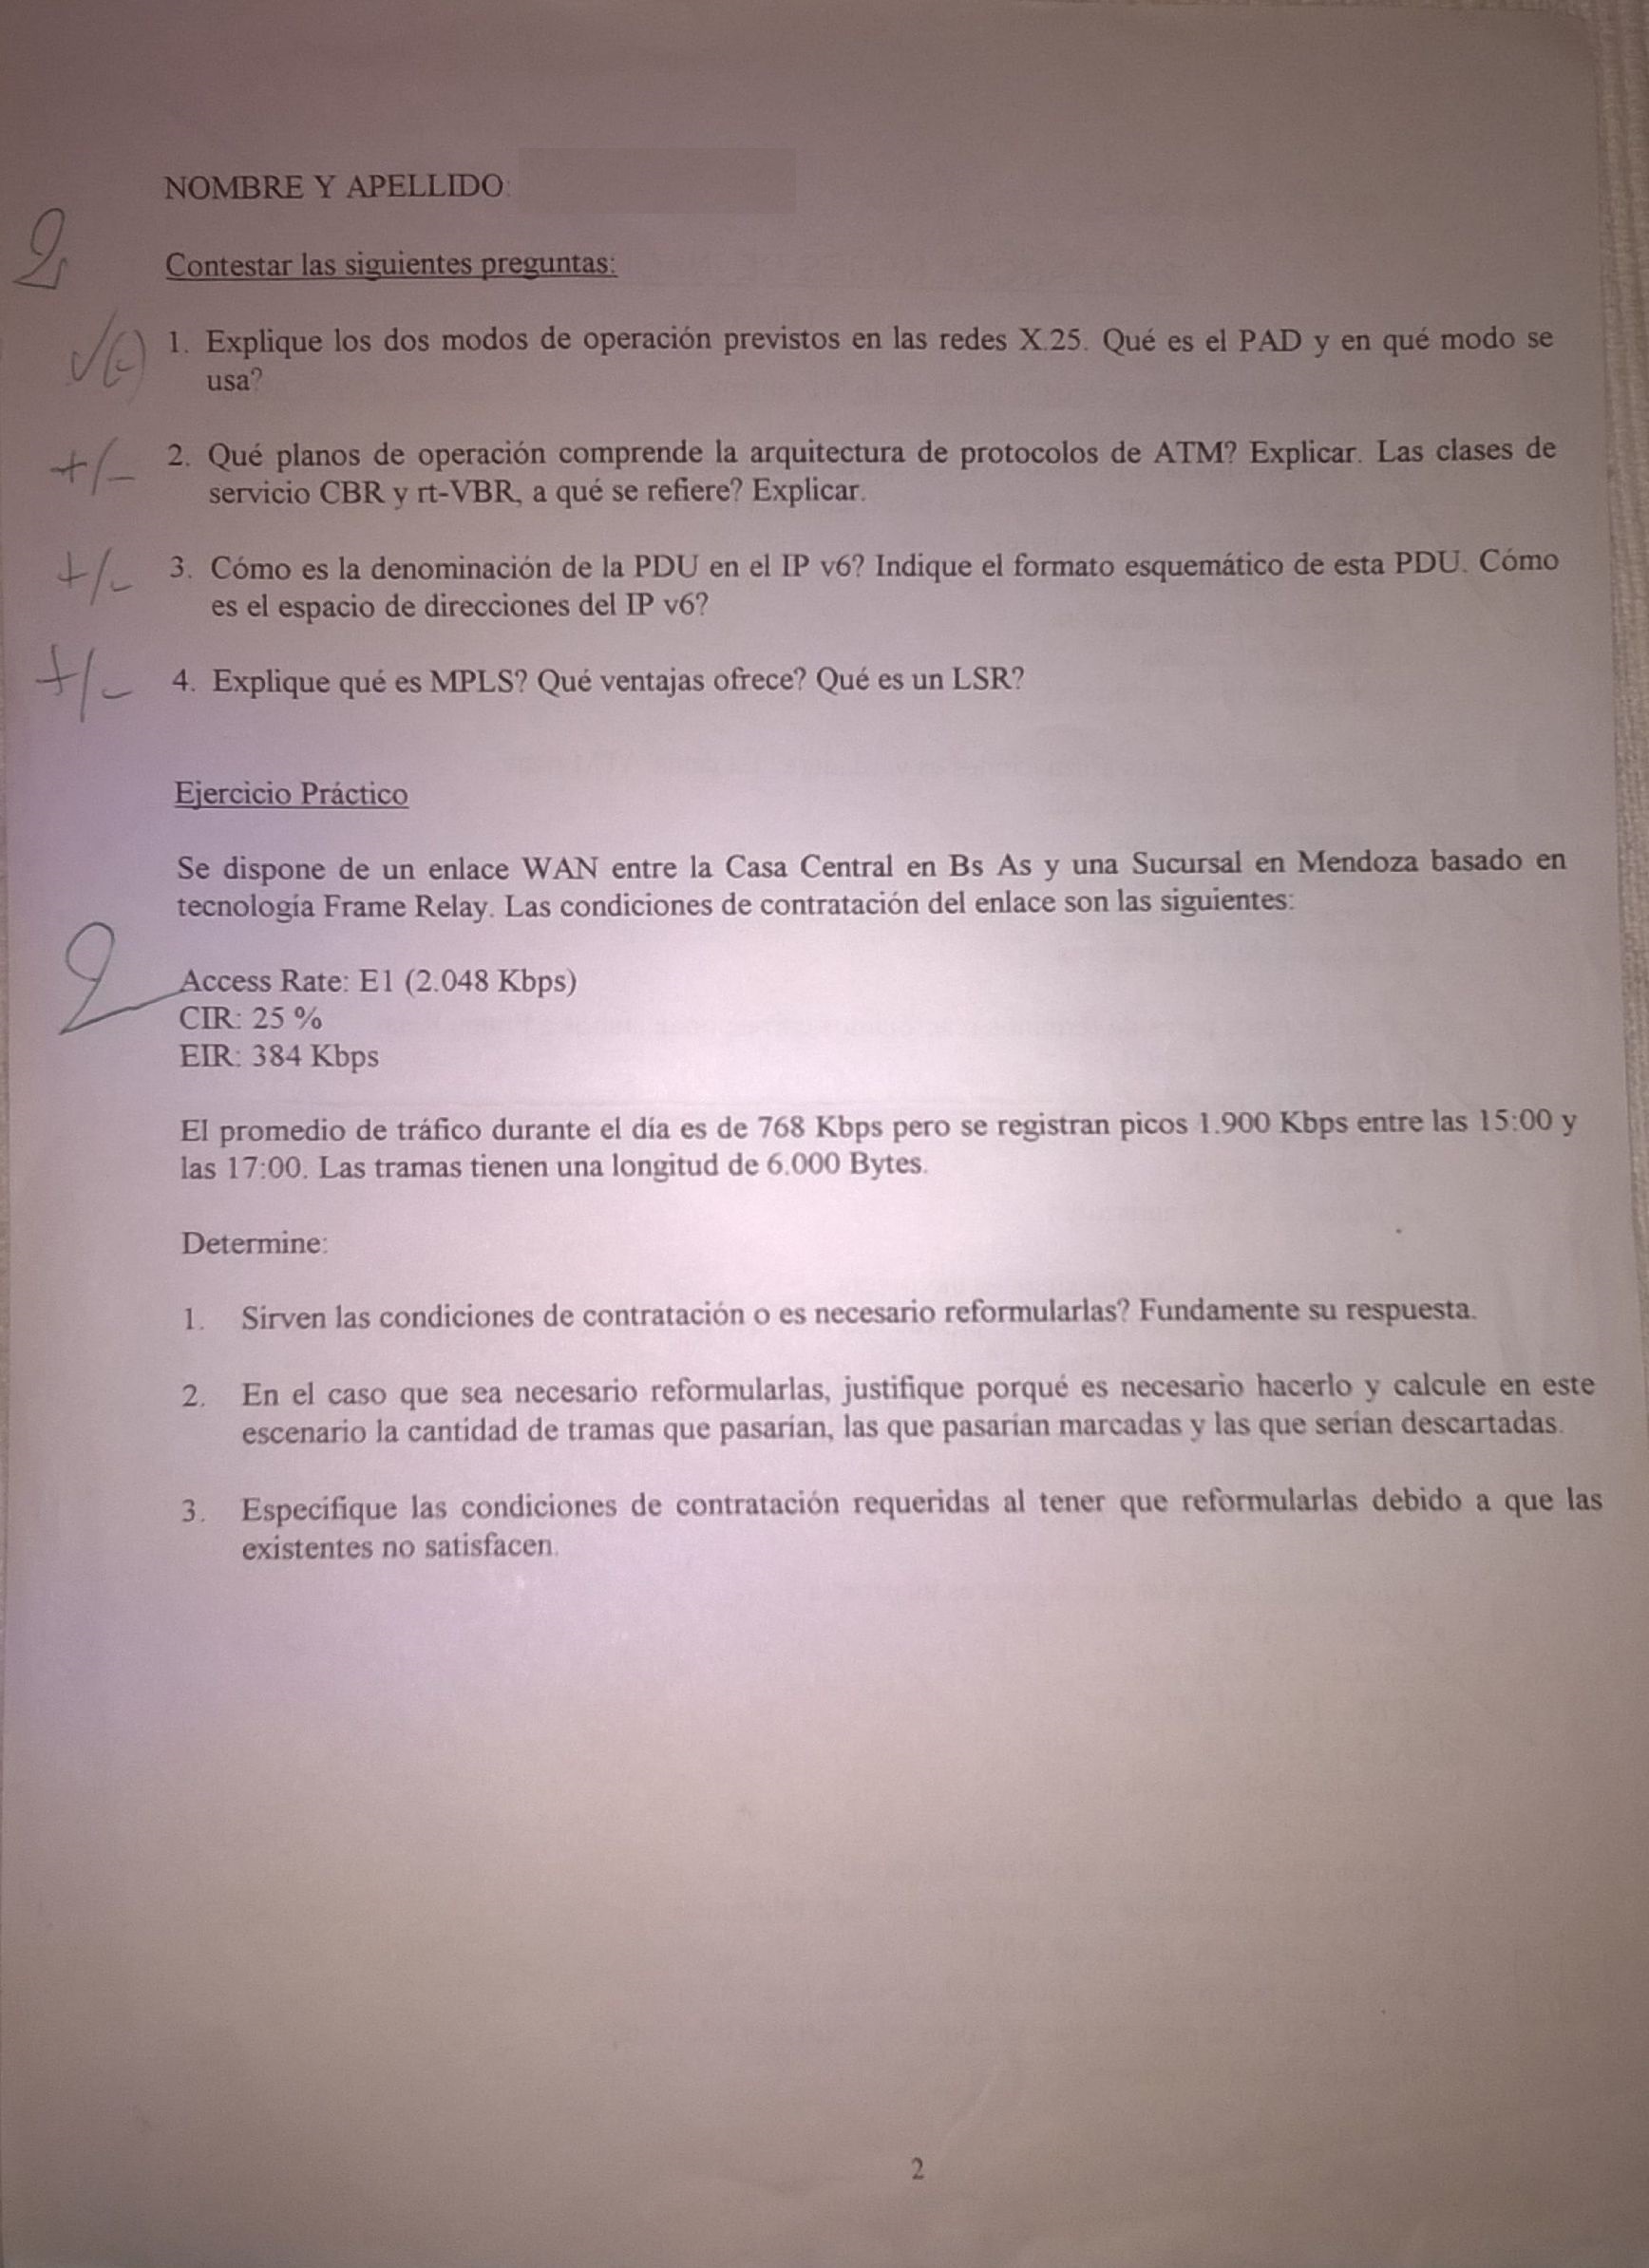 NOMBRE Y APELLIDO:
2
Contestar las siguientes preguntas:
√(-) 1. Explique los dos modos de operación previstos en las redes X.25. Qué es el PAD y en qué modo se
usa?
+/- 2. Qué planos de operación comprende la arquitectura de protocolos de ATM? Explicar. Las clases de
servicio CBR y rt-VBR, a qué se refiere? Explicar.
+/- 3. Cómo es la denominación de la PDU en el IP v6? Indique el formato esquemático de esta PDU. Cómo
es el espacio de direcciones del IP v6?
+/- 4. Explique qué es MPLS? Qué ventajas ofrece? Qué es un LSR?
Ejercicio Práctico
Se dispone de un enlace WAN entre la Casa Central en Bs As y una Sucursal en Mendoza basado en
tecnología Frame Relay. Las condiciones de contratación del enlace son las siguientes:
2
Access Rate: E1 (2.048 Kbps)
CIR: 25 %
EIR: 384 Kbps
El promedio de tráfico durante el día es de 768 Kbps pero se registran picos 1.900 Kbps entre las 15:00 y
las 17:00. Las tramas tienen una longitud de 6.000 Bytes.
Determine:
1. Sirven las condiciones de contratación o es necesario reformularlas? Fundamente su respuesta.
2. En el caso que sea necesario reformularlas, justifique porqué es necesario hacerlo y calcule en este
escenario la cantidad de tramas que pasarían, las que pasarían marcadas y las que serían descartadas.
3. Especifique las condiciones de contratación requeridas al tener que reformularlas debido a que las
existentes no satisfacen.
2